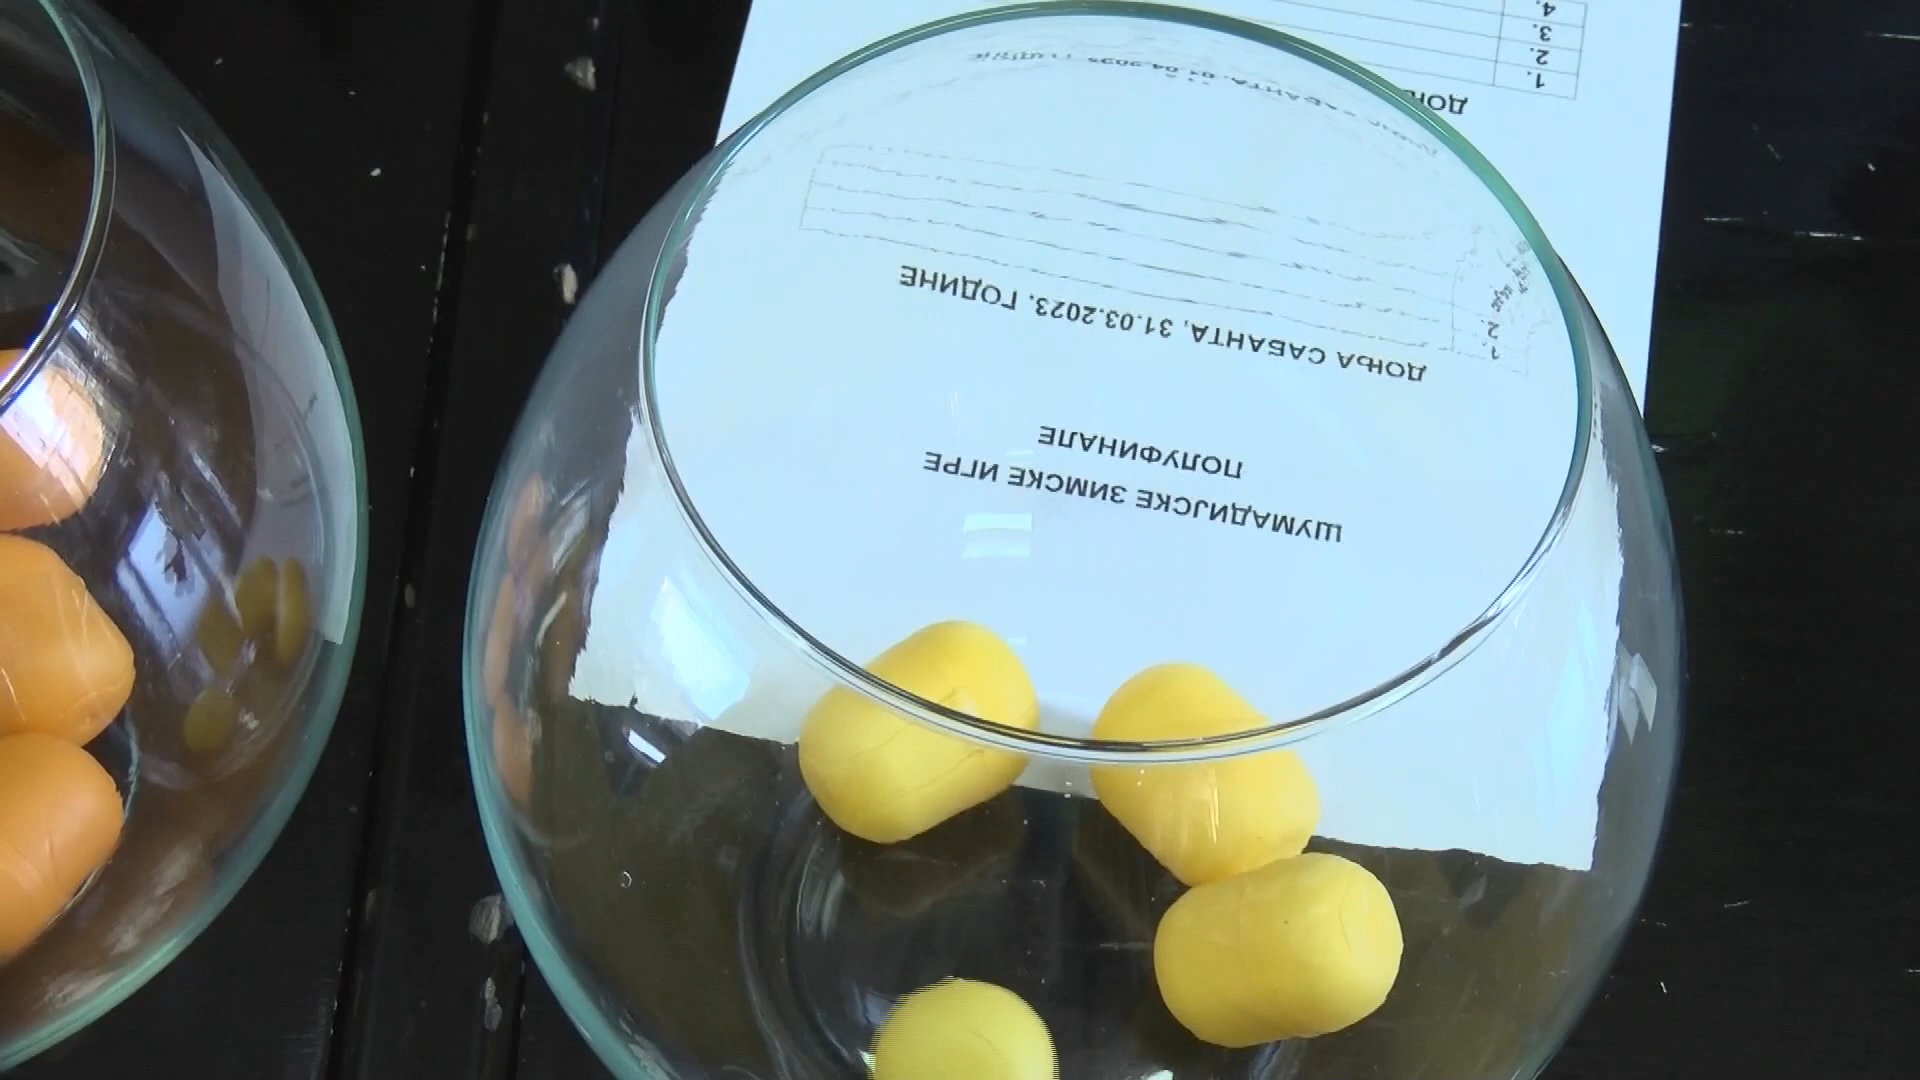 ШУМАДИЈСКЕ ЗИМСКЕ ИГРЕ
ПОЛУФИНАЛЕ
ДОЊА САБАНТА, 31.03.2023. ГОДИНЕ
1.
2.
3.
4.